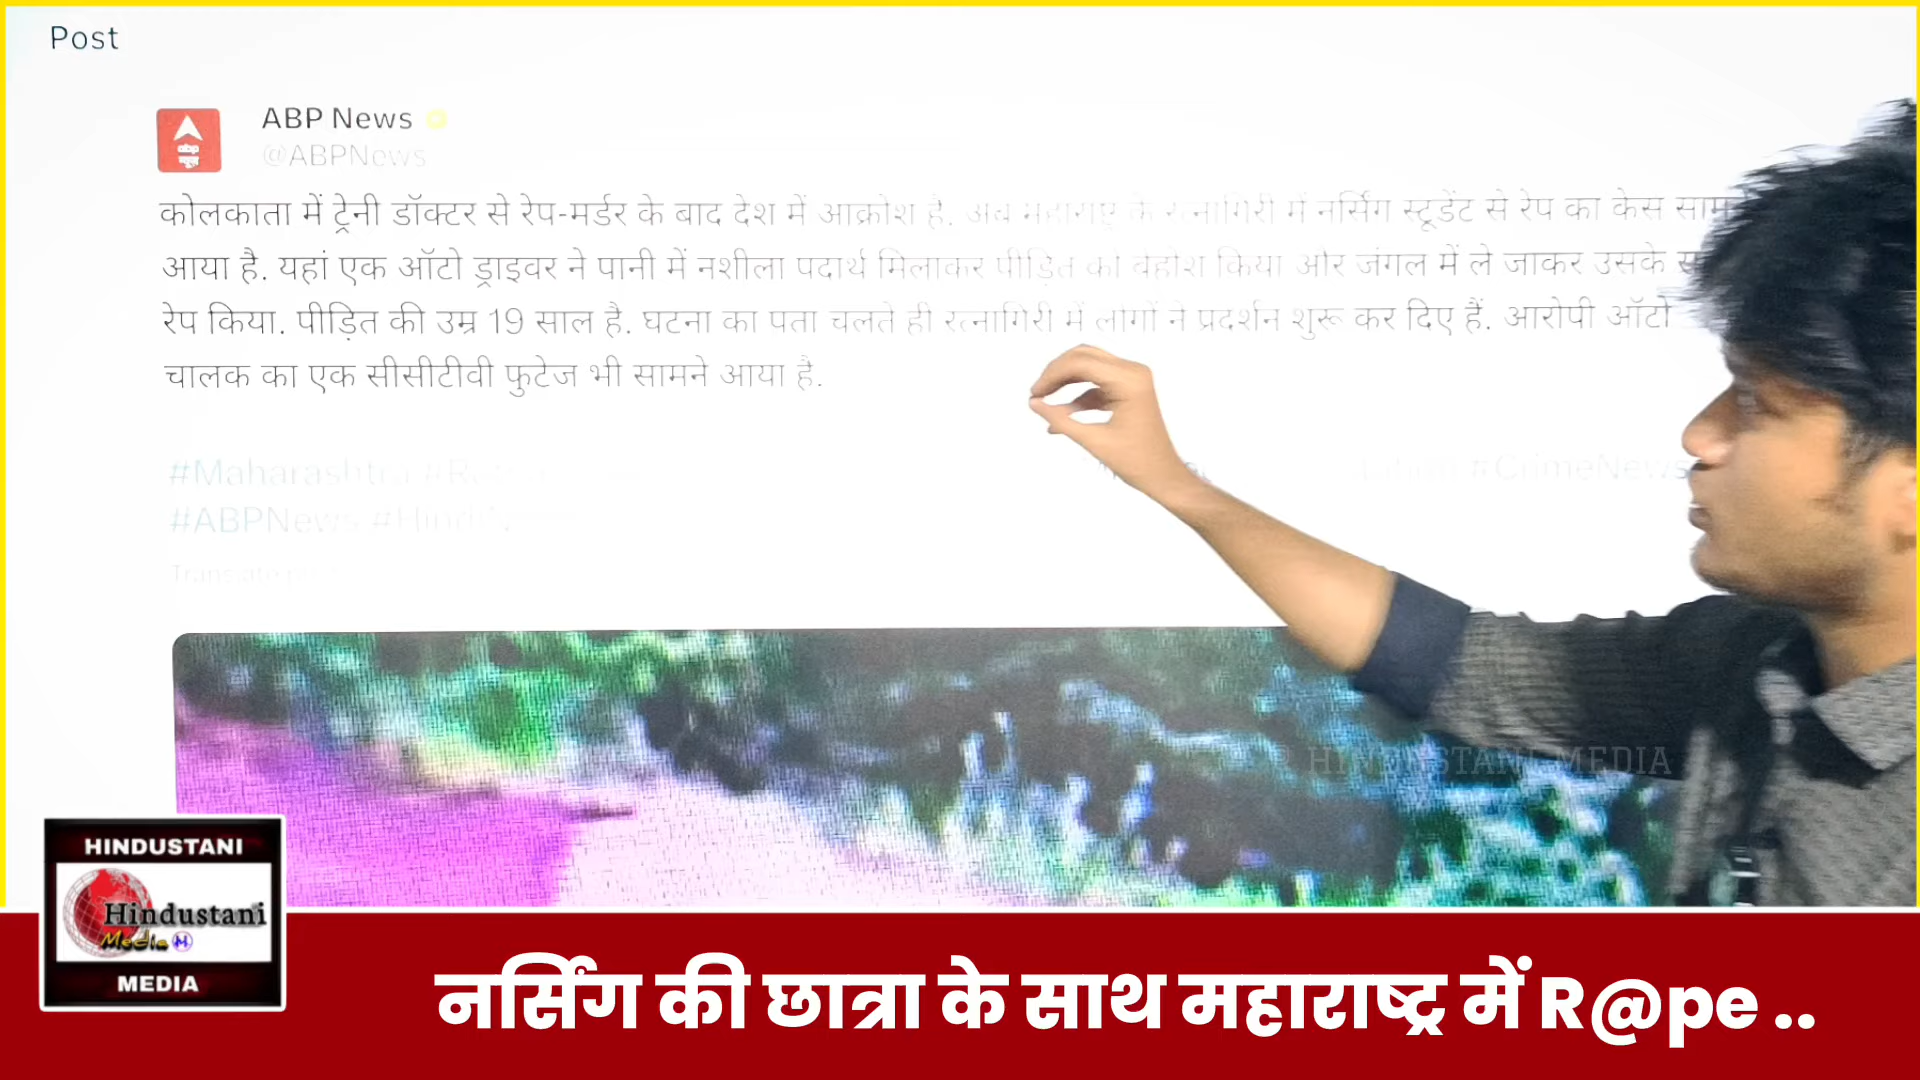 Post
ABP News
@ABPNews
कोलकाता में ट्रेनी डॉक्टर से रेप-मर्डर के बाद देश में आक्रोश है. अब महाराष्ट्र के रत्नागिरी में नर्सिंग स्टूडेंट से रेप का केस
आया है. यहां एक ऑटो ड्राइवर ने पानी में नशीला पदार्थ मिलाकर पीड़ित को बेहोश किया और जंगल में ले जाकर उसके
रेप किया. पीड़ित की उम्र 19 साल है. घटना का पता चलते ही रत्नागिरी में लोगों ने प्रदर्शन शुरू कर दिए हैं. आरोपी ऑटो
चालक का एक सीसीटीवी फुटेज भी सामने आया है.
#Maharashtra #CrimeNews
#ABPNews
Translate
© HINDUSTANI MEDIA
HINDUSTANI
Hindustani
Media M
MEDIA
नर्सिंग की छात्रा के साथ महाराष्ट्र में R@pe ..